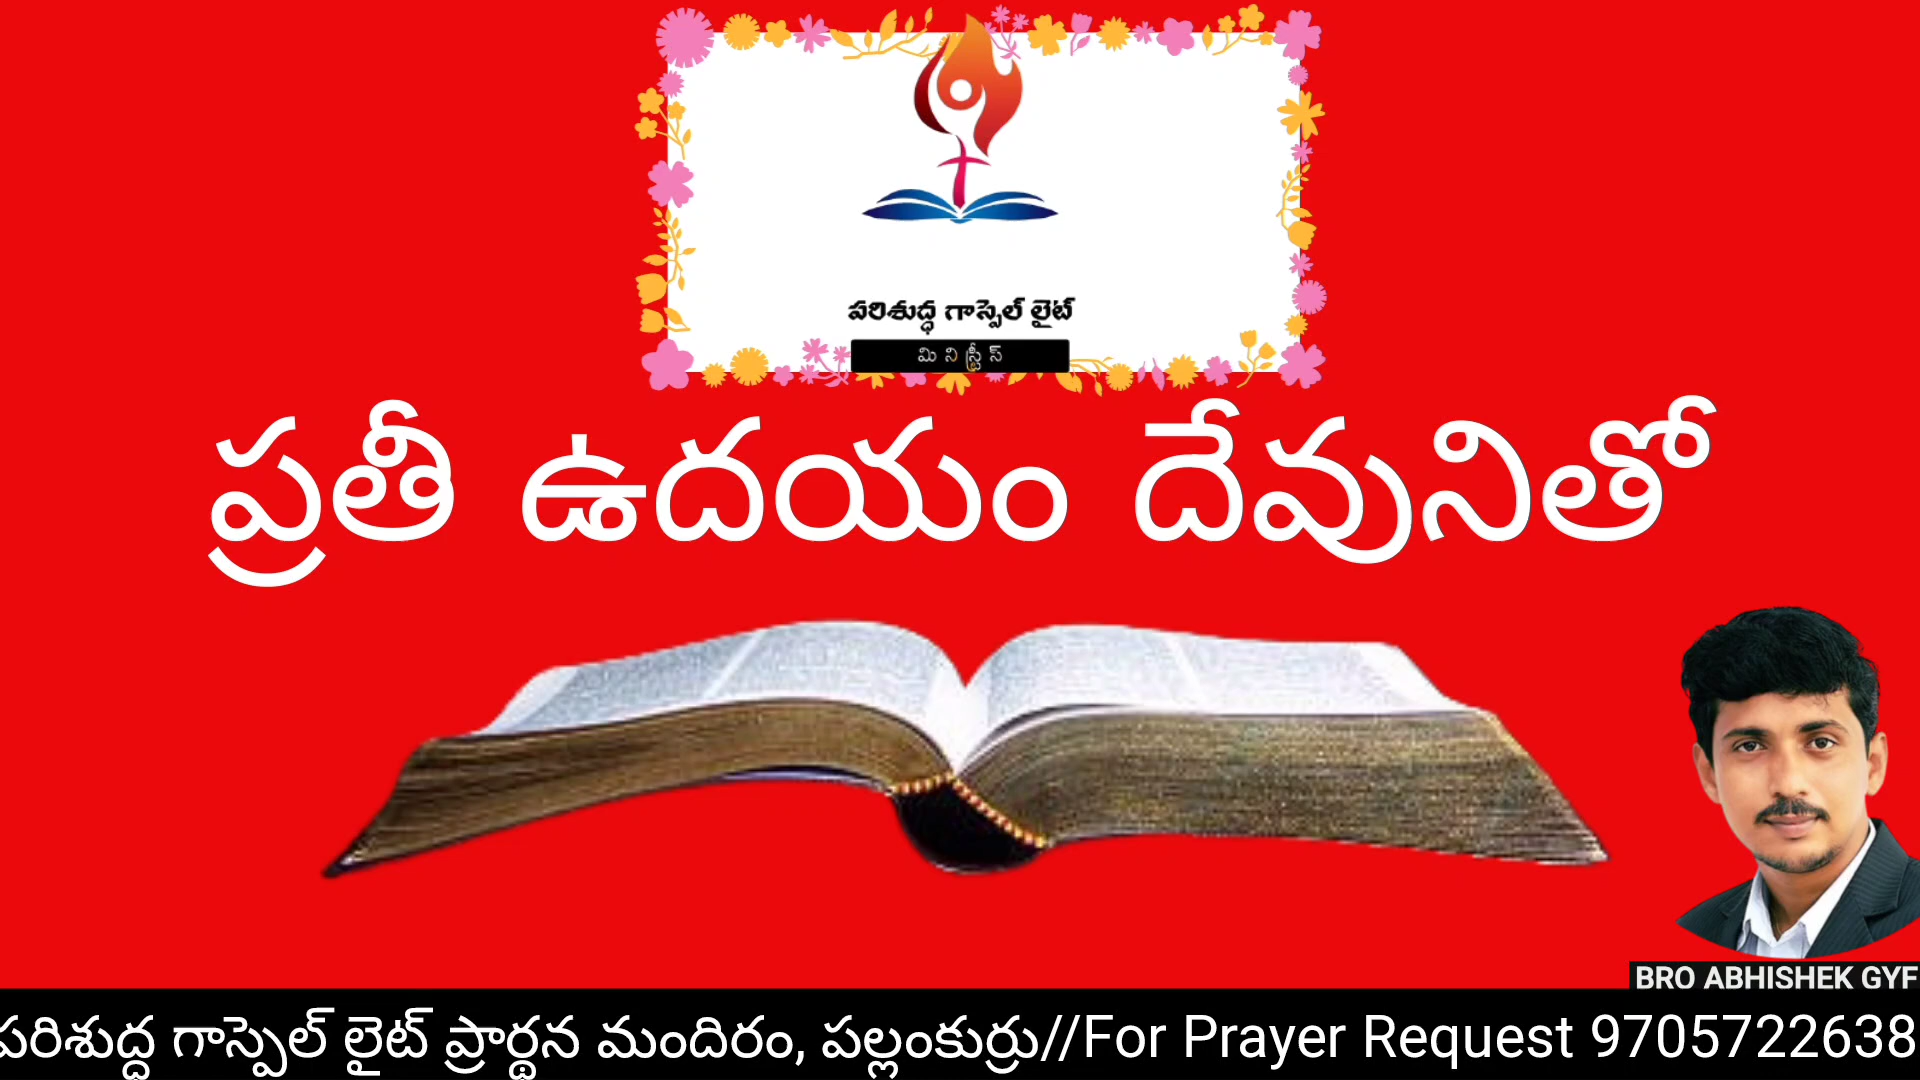 పరిశుద్ధ గాస్పెల్ లైట్
మినిస్ట్రీస్
ప్రతీ ఉదయం దేవునితో
BRO ABHISHEK GYF
పరిశుద్ధ గాస్పెల్ లైట్ ప్రార్థన మందిరం, పల్లంకుర్రు//For Prayer Request 9705722638